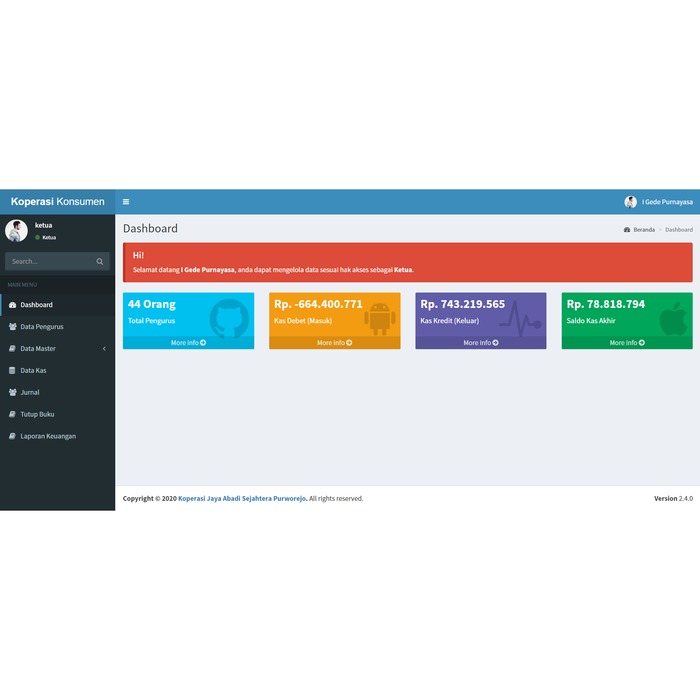 Koperasi Konsumen
I Gede Purnayasa
ketua
Ketua
Search...
MAIN MENU
Dashboard
Data Pengurus
Data Master
Data Kas
Jurnal
Tutup Buku
Laporan Keuangan
Dashboard
Beranda > Dashboard
Hi!
Selamat datang I Gede Purnayasa, anda dapat mengelola data sesuai hak akses sebagai Ketua.
44 Orang
Total Pengurus
More info
Rp. -664.400.771
Kas Debet (Masuk)
More info
Rp. 743.219.565
Kas Kredit (Keluar)
More info
Rp. 78.818.794
Saldo Kas Akhir
More info
Copyright © 2020 Koperasi Jaya Abadi Sejahtera Purworejo. All rights reserved.
Version 2.4.0